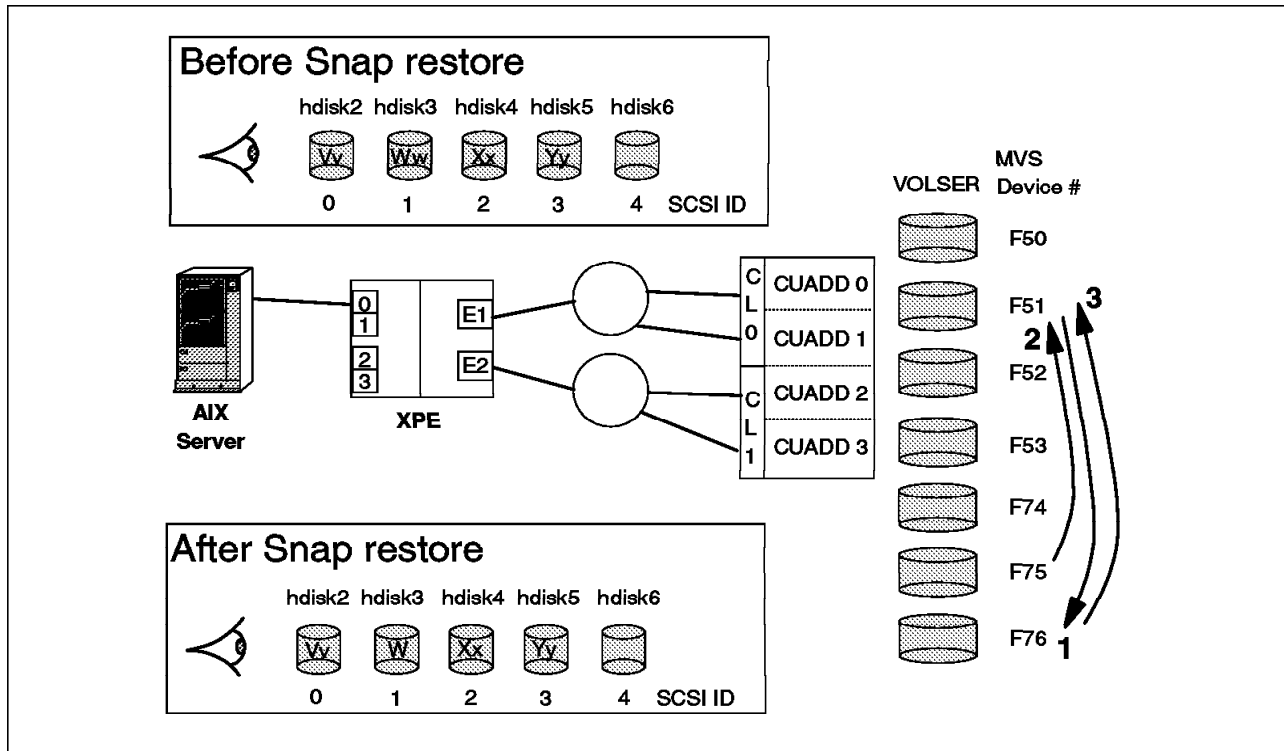 Before Snap restore
hdisk2 hdisk3 hdisk4 hdisk5 hdisk6
Vv Ww Xx Yy
0 1 2 3 4 SCSI ID
VOLSER MVS Device #
F50
F51
F52
F53
F74
F75
F76
3
2
1
AIX Server
0
1
2
3
E1
E2
XPE
CL0
CUADD 0
CUADD 1
CL1
CUADD 2
CUADD 3
After Snap restore
hdisk2 hdisk3 hdisk4 hdisk5 hdisk6
Vy W Xx Yy
0 1 2 3 4 SCSI ID